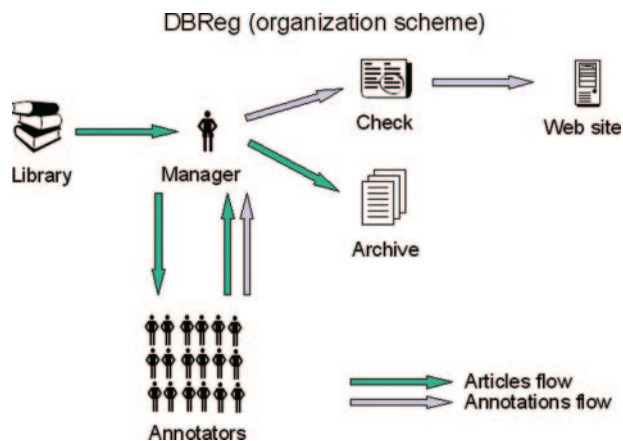 DBReg (organization scheme)
Library
Manager
Check
Web site
Archive
Annotators
Articles flow
Annotations flow